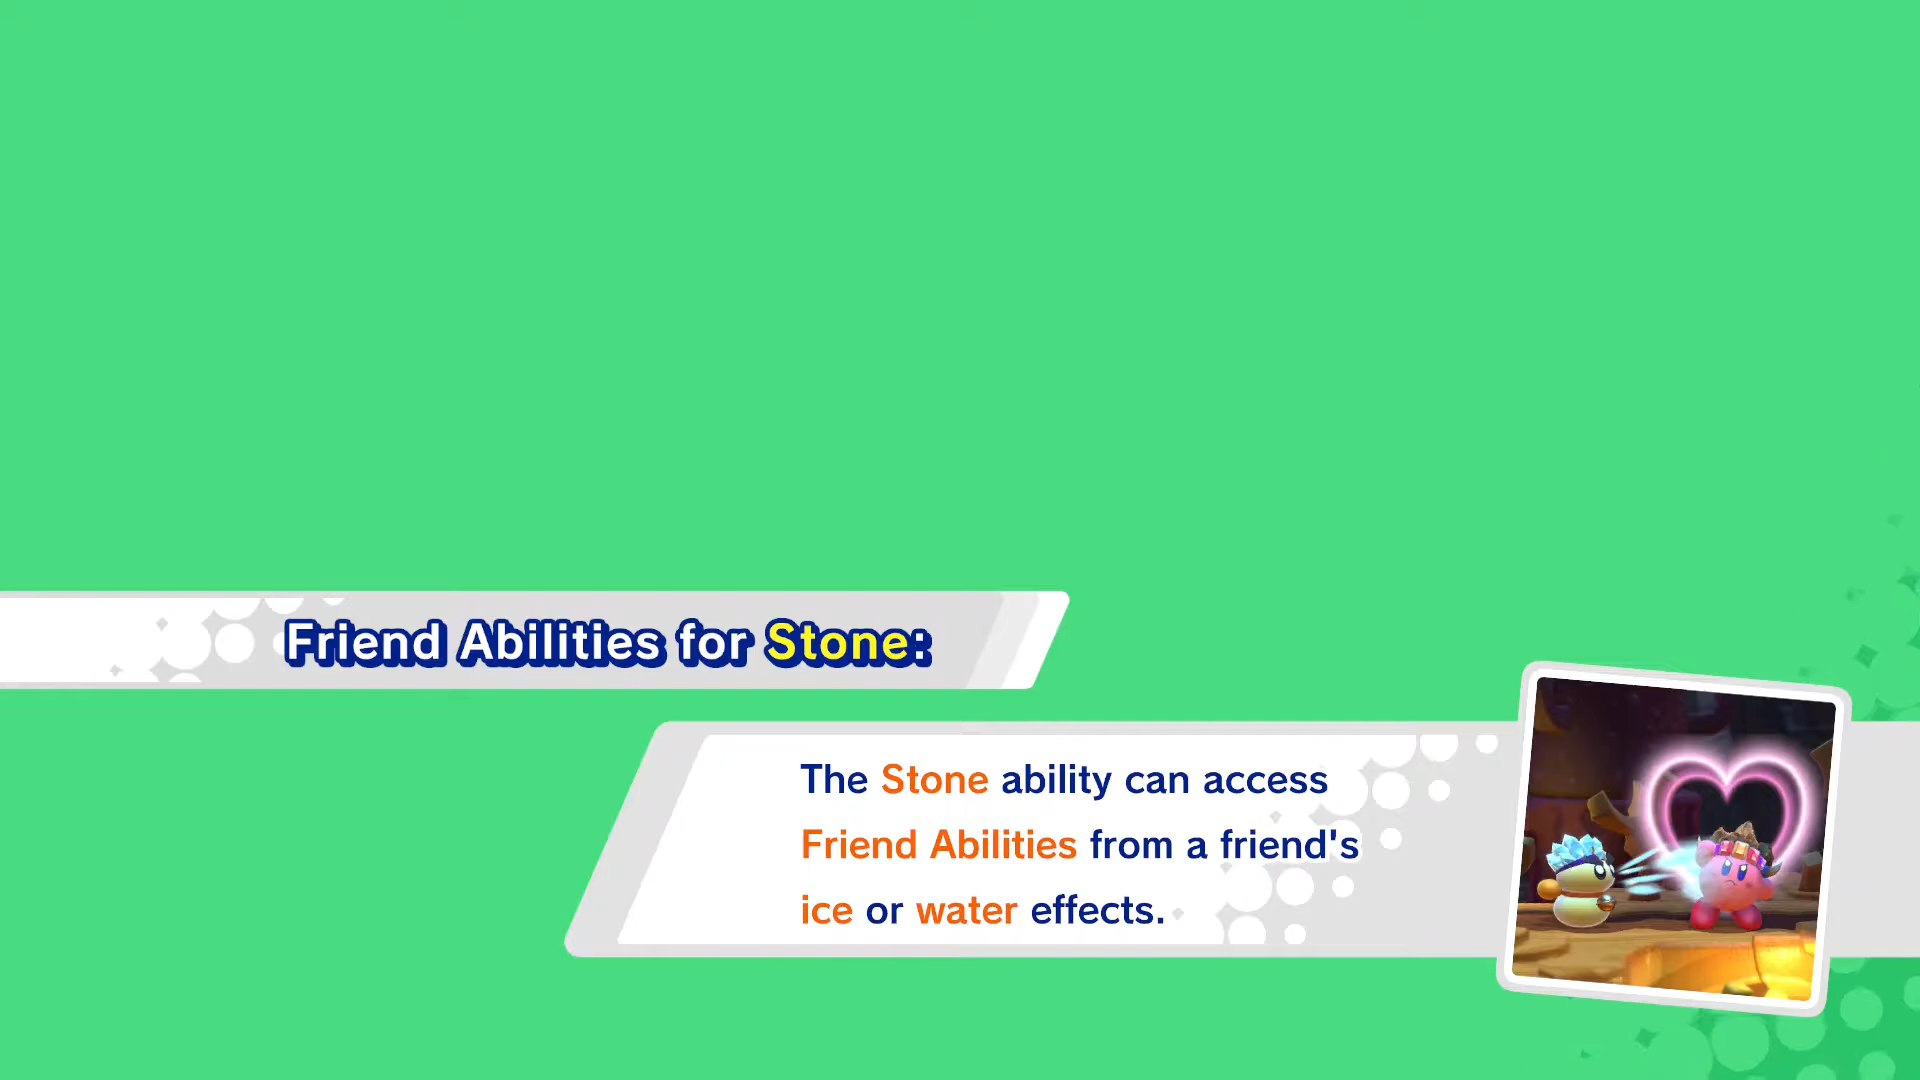 Friend Abilities for Stone:
The Stone ability can access
Friend Abilities from a friend's
ice or water effects.